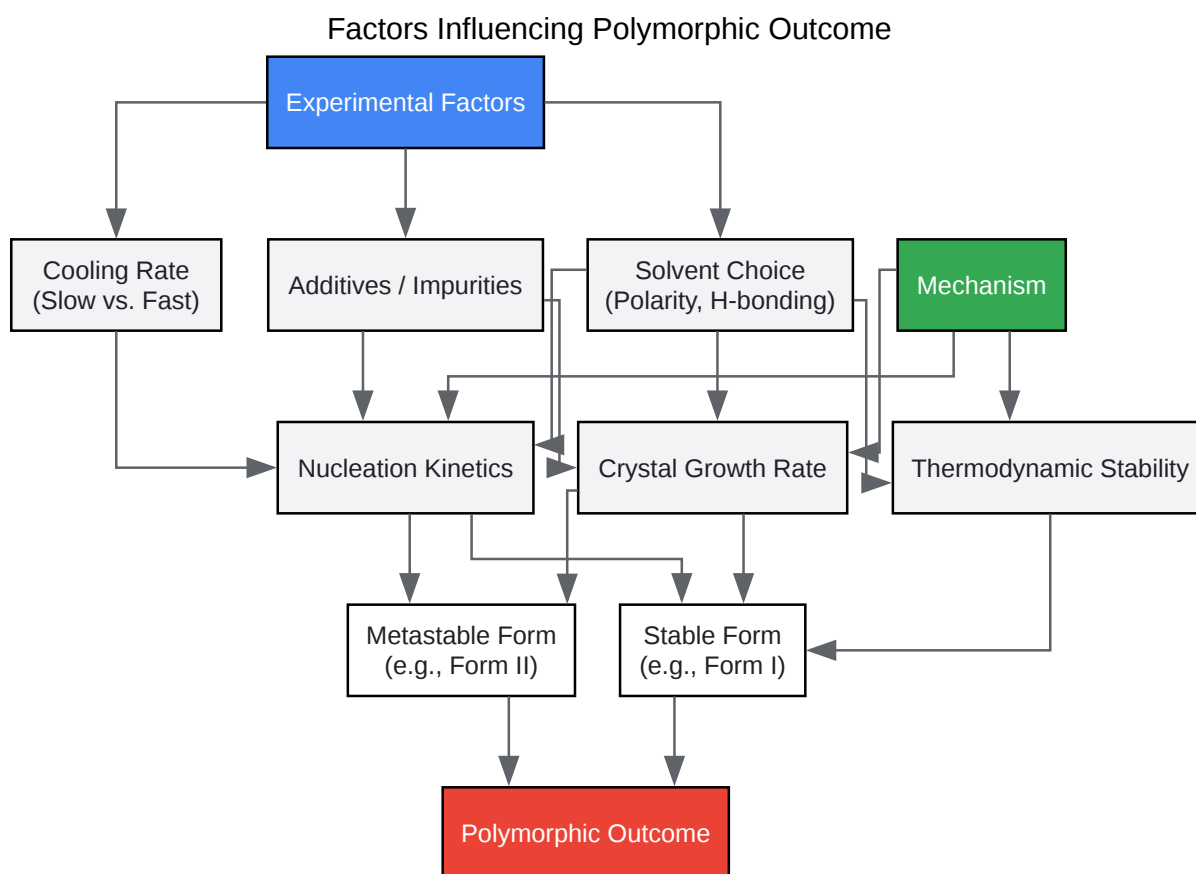 Factors Influencing Polymorphic Outcome
Experimental Factors
Cooling Rate
(Slow vs. Fast)
Additives / Impurities
Solvent Choice
(Polarity, H-bonding)
Mechanism
Nucleation Kinetics
Crystal Growth Rate
Thermodynamic Stability
Metastable Form
(e.g., Form II)
Stable Form
(e.g., Form I)
Polymorphic Outcome